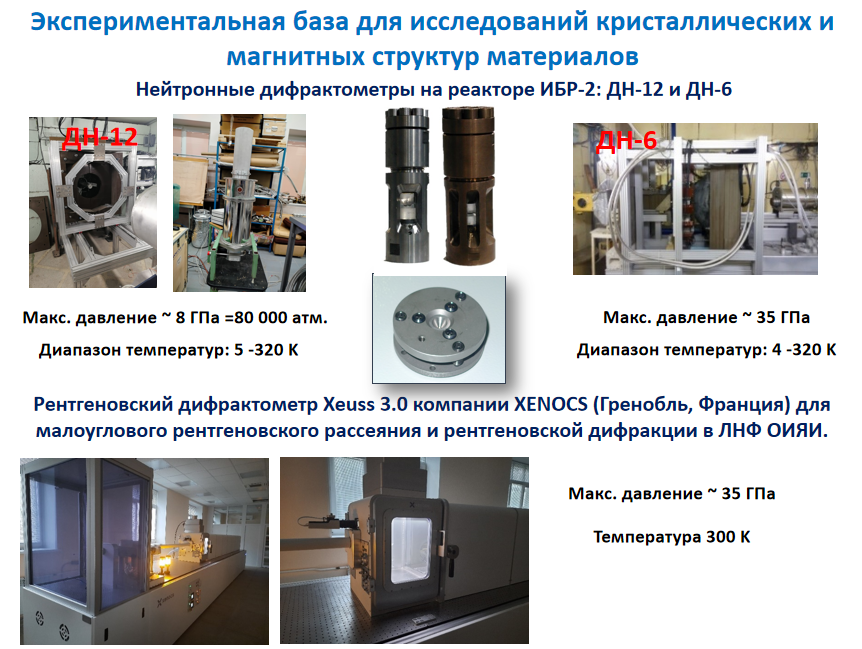 Экспериментальная база для исследований кристаллических и
магнитных структур материалов
Нейтронные дифрактометры на реакторе ИБР-2: ДН-12 и ДН-6
ДН-12
ДН-6
Макс. давление ~ 8 ГПа =80 000 атм.
Диапазон температур: 5 -320 K
Макс. давление ~ 35 ГПа
Диапазон температур: 4 -320 K
Рентгеновский дифрактометр Xeuss 3.0 компании XENOCS (Гренобль, Франция) для
малоуглового рентгеновского рассеяния и рентгеновской дифракции в ЛНФ ОИЯИ.
Макс. давление ~ 35 ГПа
Температура 300 K